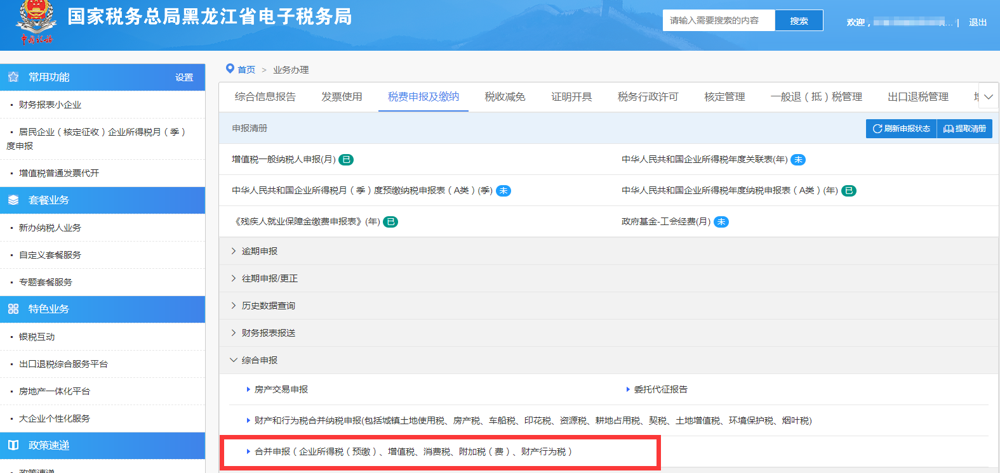 国家税务总局黑龙江省电子税务局
中国税务
请输入需要搜索的内容
搜索
欢迎，
...
|
退出
常用功能
设置
· 财务报表小企业
· 居民企业（核定征收）企业所得税月（季）
度申报
· 增值税普通发票代开
套餐业务
· 新办纳税人业务
· 自定义套餐服务
· 专题套餐服务
特色业务
· 银税互动
· 出口退税综合服务平台
· 房地产一体化平台
· 大企业个性化服务
政策速递
· 政策速递
首页 > 业务办理
综合信息报告
发票使用
税费申报及缴纳
税收减免
证明开具
税务行政许可
核定管理
一般退（抵）税管理
出口退税管理
申报清册
刷新申报状态
提取清册
增值税一般纳税人申报(月) 已
中华人民共和国企业所得税年度关联表(年) 未
中华人民共和国企业所得税月（季）度预缴纳税申报表（A类）(季) 未
中华人民共和国企业所得税年度纳税申报表（A类）(年) 已
《残疾人就业保障金缴费申报表》(年) 已
政府基金-工会经费(月) 未
逾期申报
往期申报/更正
历史数据查询
财务报表报送
综合申报
房产交易申报
委托代征报告
财产和行为税合并纳税申报(包括城镇土地使用税、房产税、车船税、印花税、资源税、耕地占用税、契税、土地增值税、环境保护税、烟叶税)
合并申报（企业所得税（预缴）、增值税、消费税、附加税（费）、财产行为税）